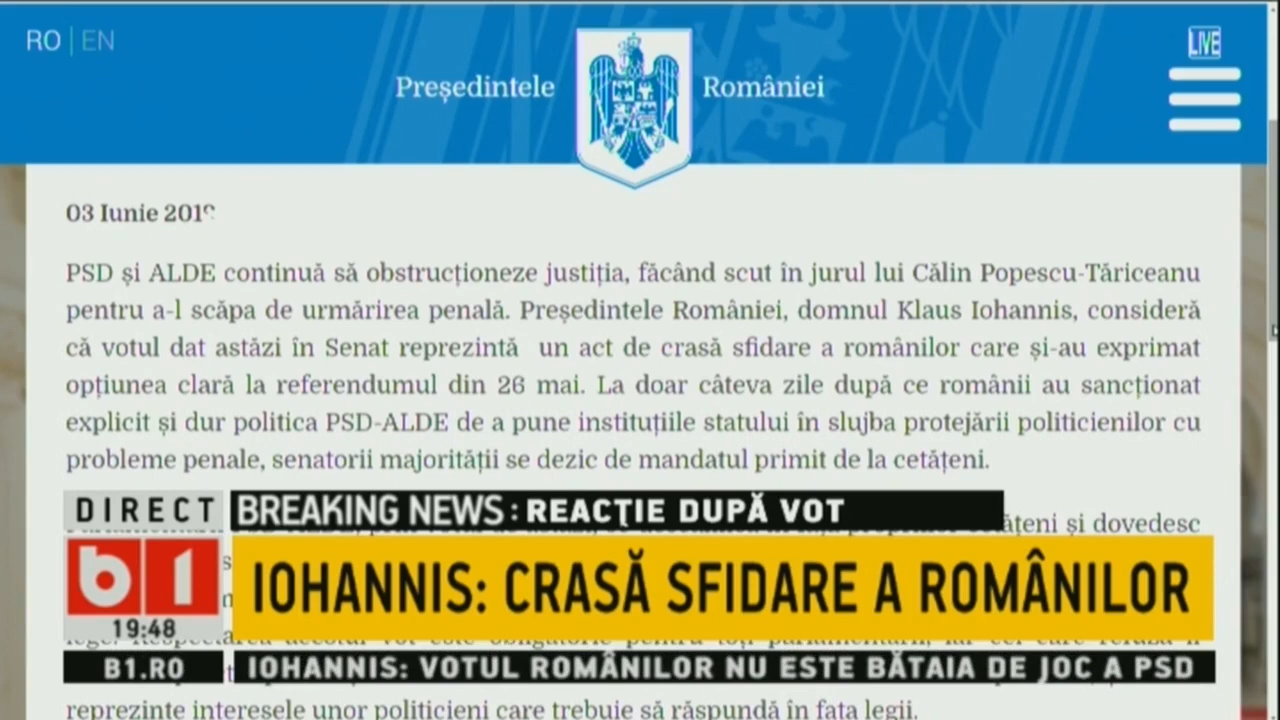 RO | EN
LIVE
Președintele României
03 Iunie 2019
PSD și ALDE continuă să obstrucționeze justiția, făcând scut în jurul lui Călin Popescu-Tăriceanu
pentru a-l scăpa de urmărirea penală. Președintele României, domnul Klaus Iohannis, consideră
că votul dat astăzi în Senat reprezintă un act de crasă sfidare a românilor care și-au exprimat
opțiunea clară la referendumul din 26 mai. La doar câteva zile după ce românii au sancționat
explicit și dur politica PSD-ALDE de a pune instituțiile statului în slujba protejării politicienilor cu
probleme penale, senatorii majorității se dezic de mandatul primit de la cetățeni.
și dovedesc
DIRECT BREAKING NEWS: REACŢIE DUPĂ VOT
b1 IOHANNIS: CRASĂ SFIDARE A ROMÂNILOR
19:48
B1.RO IOHANNIS: VOTUL ROMÂNILOR NU ESTE BĂTAIA DE JOC A PSD
reprezinte interesele unor politicieni care trebuie să răspundă în fața legii.